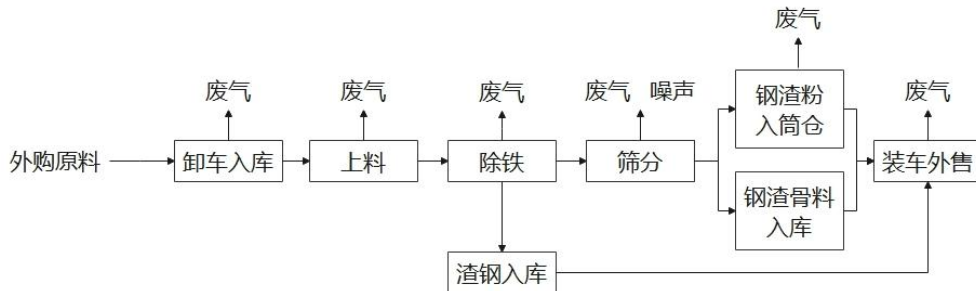 废气
废气
废气
废气
废气 噪声
废气
外购原料
卸车入库
上料
除铁
筛分
钢渣粉
入筒仓
钢渣骨料
入库
装车外售
渣钢入库